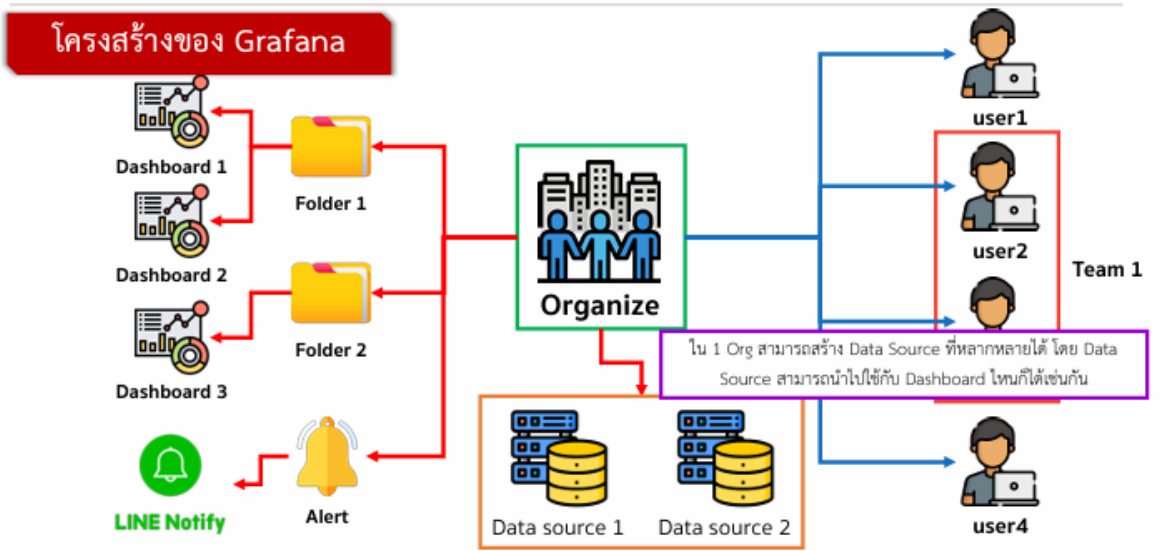 โครงสร้างของ Grafana
Dashboard 1
Folder 1
Dashboard 2
Dashboard 3
Folder 2
LINE Notify
Alert
Organize
ใน 1 Org สามารถสร้าง Data Source ที่หลากหลายได้ โดย Data
Source สามารถนำไปใช้กับ Dashboard ไหนก็ได้เช่นกัน
Data source 1
Data source 2
user1
user2
Team 1
user4